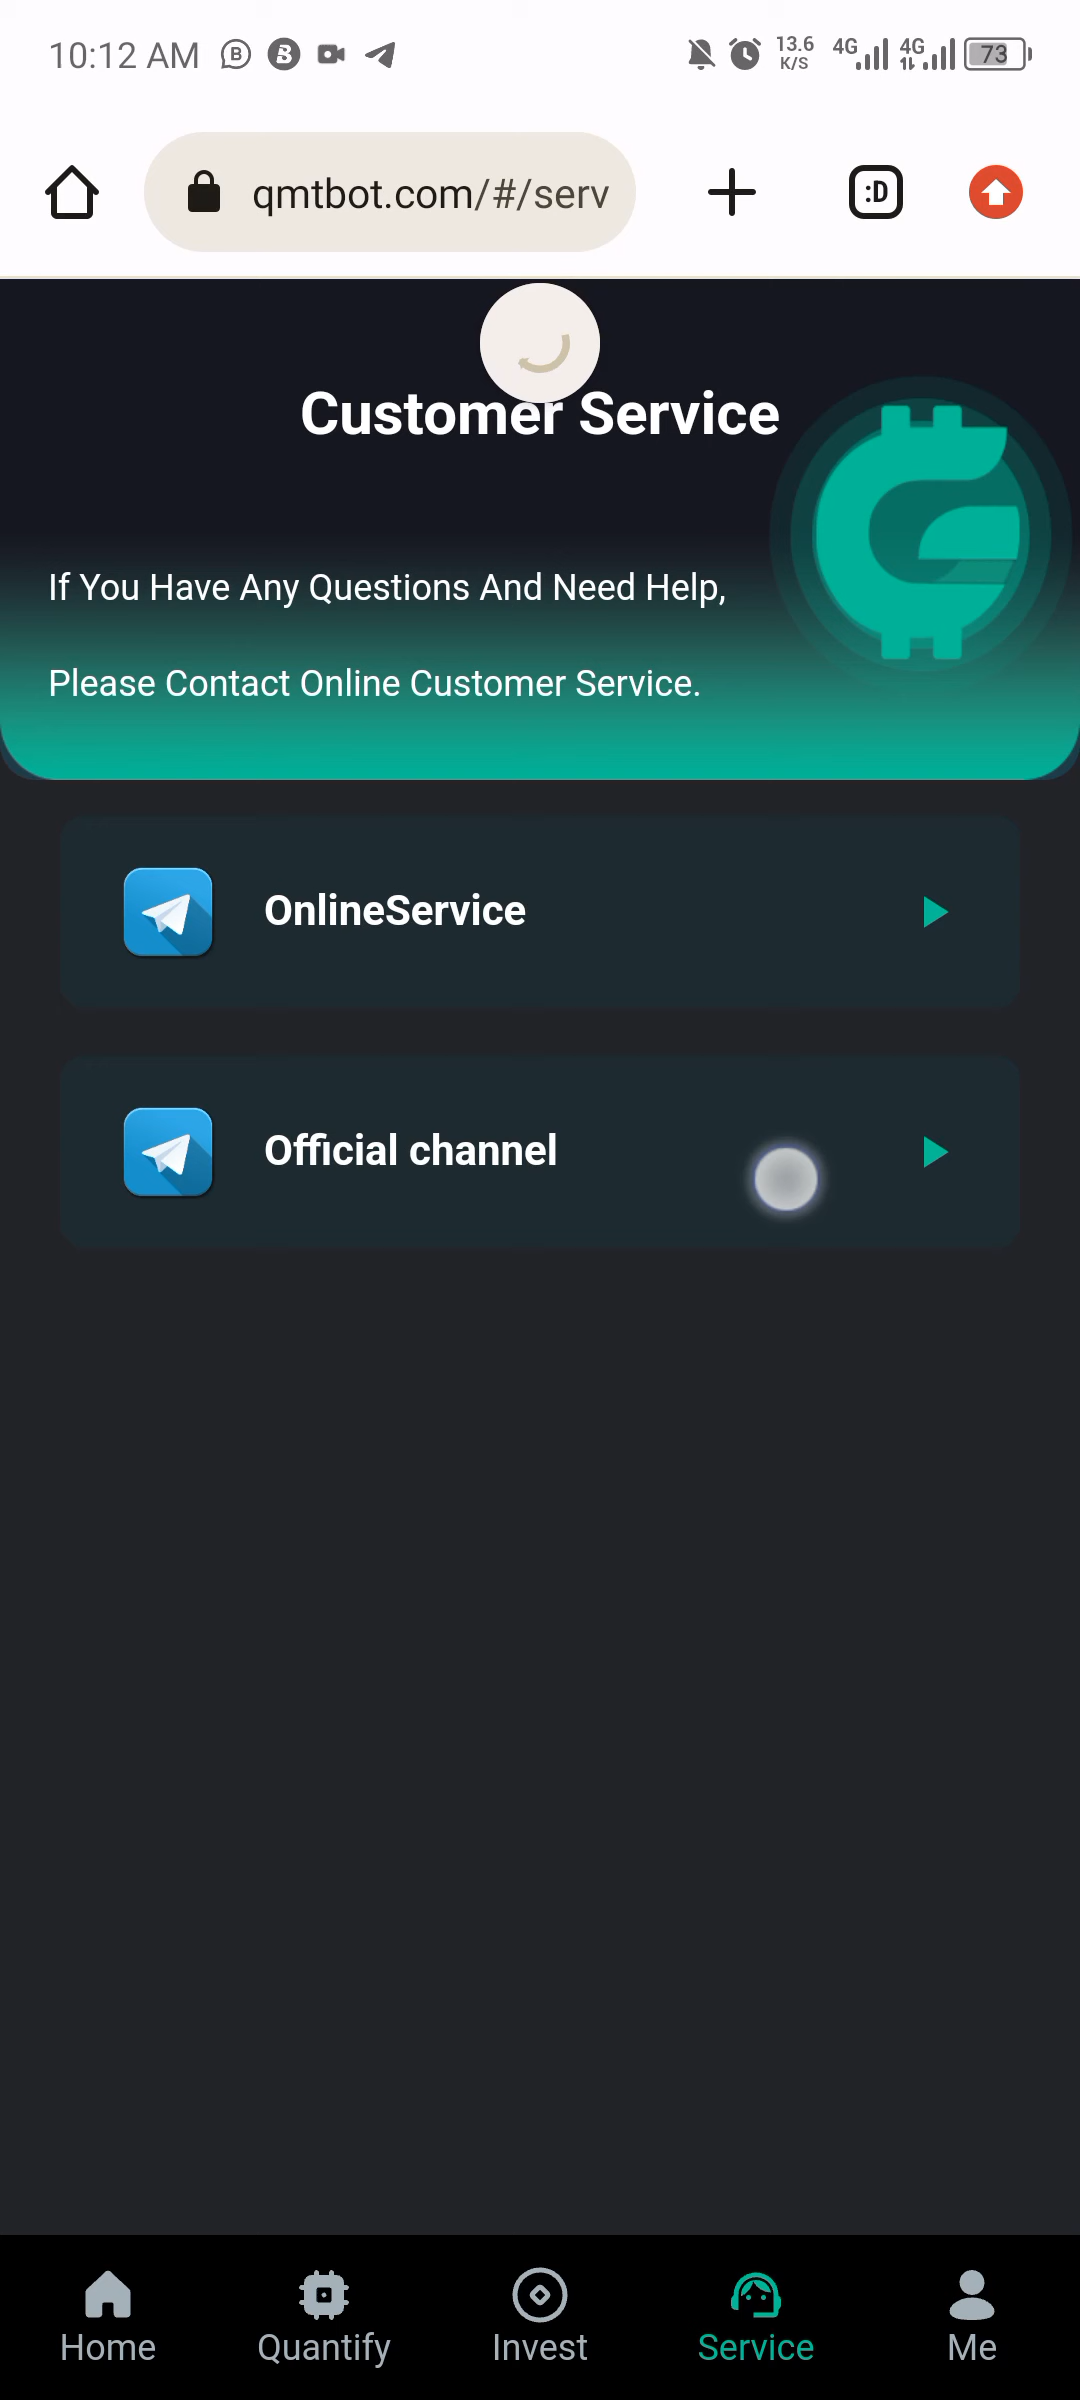 10:12 AM
13.6 K/S 4G 4G 73
qmtbot.com/#/serv
:D
Customer Service
If You Have Any Questions And Need Help,
Please Contact Online Customer Service.
OnlineService
Official channel
Home Quantify Invest Service Me